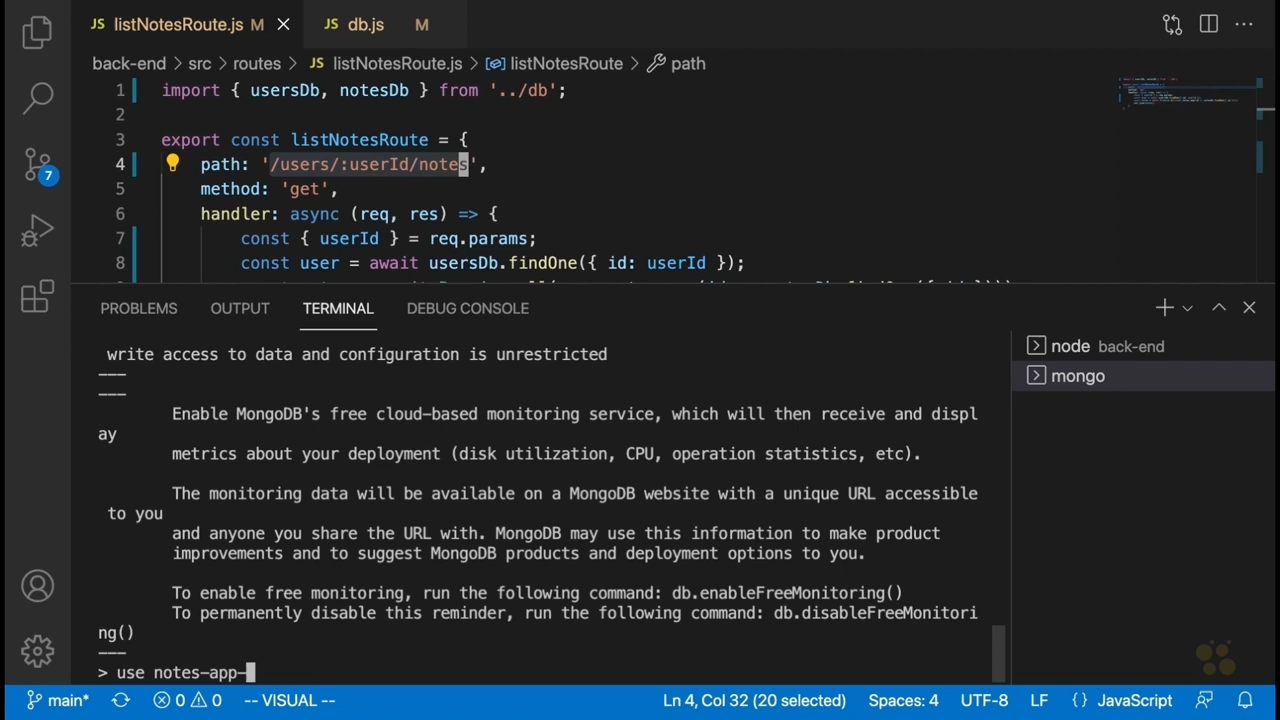 JS listNotesRoute.js M
JS db.js M
back-end > src > routes > JS listNotesRoute.js > listNotesRoute > path
1 import { usersDb, notesDb } from '../db';
2
3 export const listNotesRoute = {
4 path: '/users/:userId/notes',
5 method: 'get',
6 handler: async (req, res) => {
7 const { userId } = req.params;
8 const user = await usersDb.findOne({ id: userId });
7
PROBLEMS OUTPUT TERMINAL DEBUG CONSOLE
node back-end
mongo
write access to data and configuration is unrestricted
---
---
Enable MongoDB's free cloud-based monitoring service, which will then receive and displ
ay
metrics about your deployment (disk utilization, CPU, operation statistics, etc).
The monitoring data will be available on a MongoDB website with a unique URL accessible
to you
and anyone you share the URL with. MongoDB may use this information to make product
improvements and to suggest MongoDB products and deployment options to you.
To enable free monitoring, run the following command: db.enableFreeMonitoring()
To permanently disable this reminder, run the following command: db.disableFreeMonitori
ng()
---
> use notes-app-
main* 0 0 -- VISUAL -- Ln 4, Col 32 (20 selected) Spaces: 4 UTF-8 LF {} JavaScript